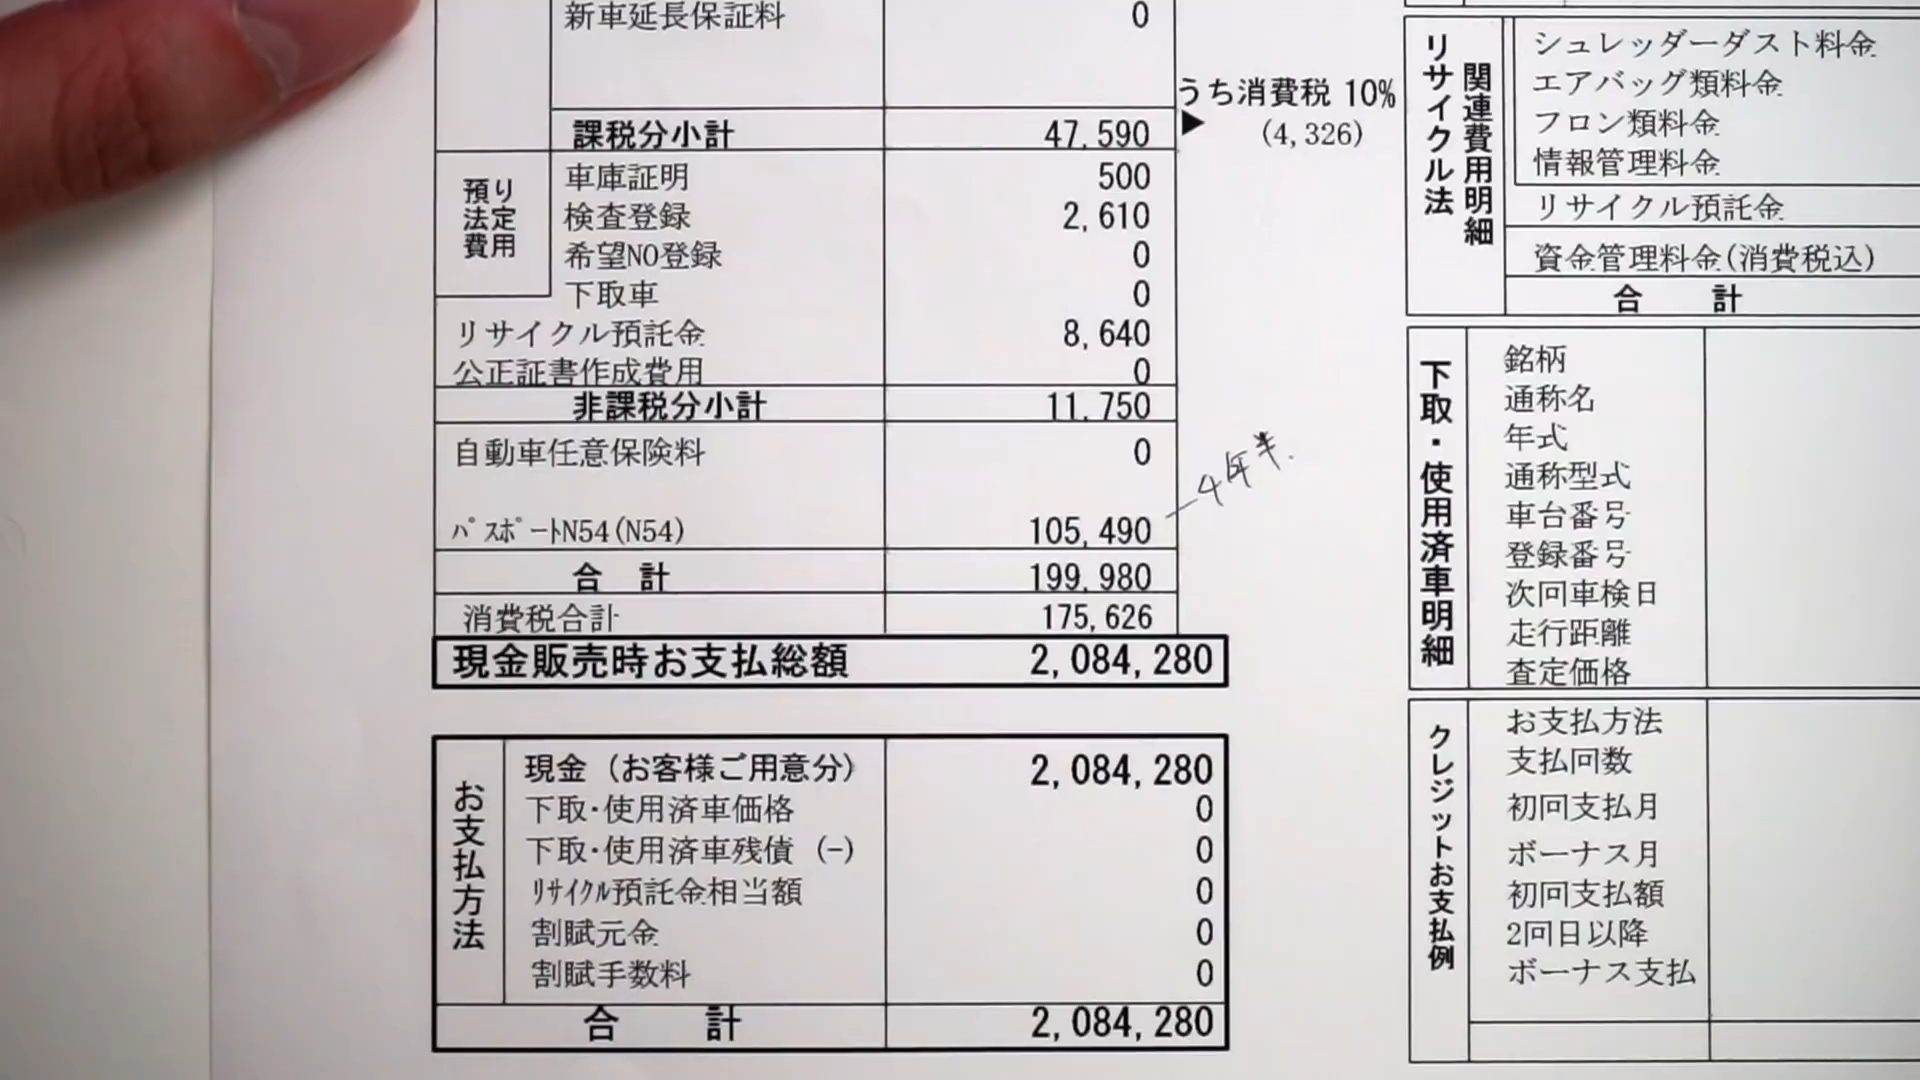 新車延長保証料 0
課税分小計 47,590
うち消費税 10%
▶ (4,326)
預り法定費用
車庫証明 500
検査登録 2,610
希望NO登録 0
下取車 0
リサイクル預託金 8,640
公正証書作成費用 0
非課税分小計 11,750
自動車任意保険料 0
4年半.
ﾊﾟｽﾎﾟｰﾄN54(N54) 105,490
合 計 199,980
消費税合計 175,626
現金販売時お支払総額 2,084,280
お支払方法
現金(お客様ご用意分) 2,084,280
下取・使用済車価格 0
下取・使用済車残債 (-) 0
ﾘｻｲｸﾙ預託金相当額 0
割賦元金 0
割賦手数料 0
合 計 2,084,280
リサイクル法
関連費用明細
シュレッダーダスト料金
エアバッグ類料金
フロン類料金
情報管理料金
リサイクル預託金
資金管理料金(消費税込)
合 計
下取・使用済車明細
銘柄
通称名
年式
通称型式
車台番号
登録番号
次回車検日
走行距離
査定価格
クレジットお支払例
お支払方法
支払回数
初回支払月
ボーナス月
初回支払額
2回目以降
ボーナス支払